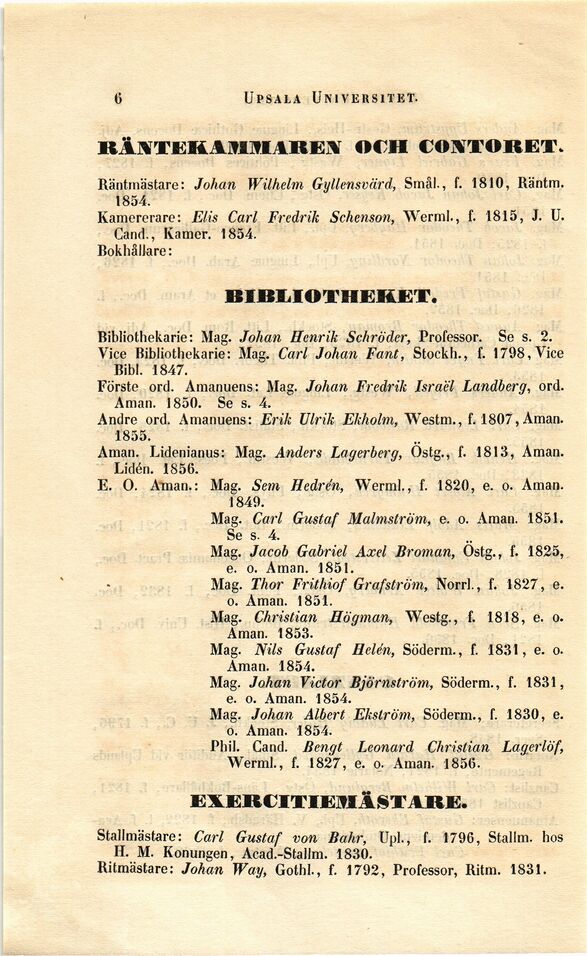 6 UPSALA UNIVERSITET.
RÄNTEKAMMAREN OCH CONTORET.
Räntmästare: Johan Wilhelm Gyllensvärd, Smål., f. 1810, Räntm.
1854.
Kamererare: Elis Carl Fredrik Schenson, Werml., f. 1815, J. U.
Cand., Kamer. 1854.
Bokhållare:
BIBLIOTHEKET.
Bibliothekarie: Mag. Johan Henrik Schröder, Professor. Se s. 2.
Vice Bibliothekarie: Mag. Carl Johan Fant, Stockh., f. 1798, Vice
Bibl. 1847.
Förste ord. Amanuens: Mag. Johan Fredrik Israël Landberg, ord.
Aman. 1850. Se s. 4.
Andre ord. Amanuens: Erik Ulrik Ekholm, Westm., f. 1807, Aman.
1855.
Aman. Lidenianus: Mag. Anders Lagerberg, Östg., f. 1813, Aman.
Lidén. 1856.
E. O. Aman.: Mag. Sem Hedrén, Werml., f. 1820, e. o. Aman.
1849.
Mag. Carl Gustaf Malmström, e. o. Aman. 1851.
Se s. 4.
Mag. Jacob Gabriel Axel Broman, Östg., f. 1825,
e. o. Aman. 1851.
Mag. Thor Frithiof Grafström, Norrl., f. 1827, e.
o. Aman. 1851.
Mag. Christian Högman, Westg., f. 1818, e. o.
Aman. 1853.
Mag. Nils Gustaf Helén, Söderm., f. 1831, e. o.
Aman. 1854.
Mag. Johan Victor Björnström, Söderm., f. 1831,
e. o. Aman. 1854.
Mag. Johan Albert Ekström, Söderm., f. 1830, e.
o. Aman. 1854.
Phil. Cand. Bengt Leonard Christian Lagerlöf,
Werml., f. 1827, e. o. Aman. 1856.
EXERCITIEMÄSTARE.
Stallmästare: Carl Gustaf von Bahr, Upl., f. 1796, Stallm. hos
H. M. Konungen, Acad.-Stallm. 1830.
Ritmästare: Johan Way, Gothl., f. 1792, Professor, Ritm. 1831.